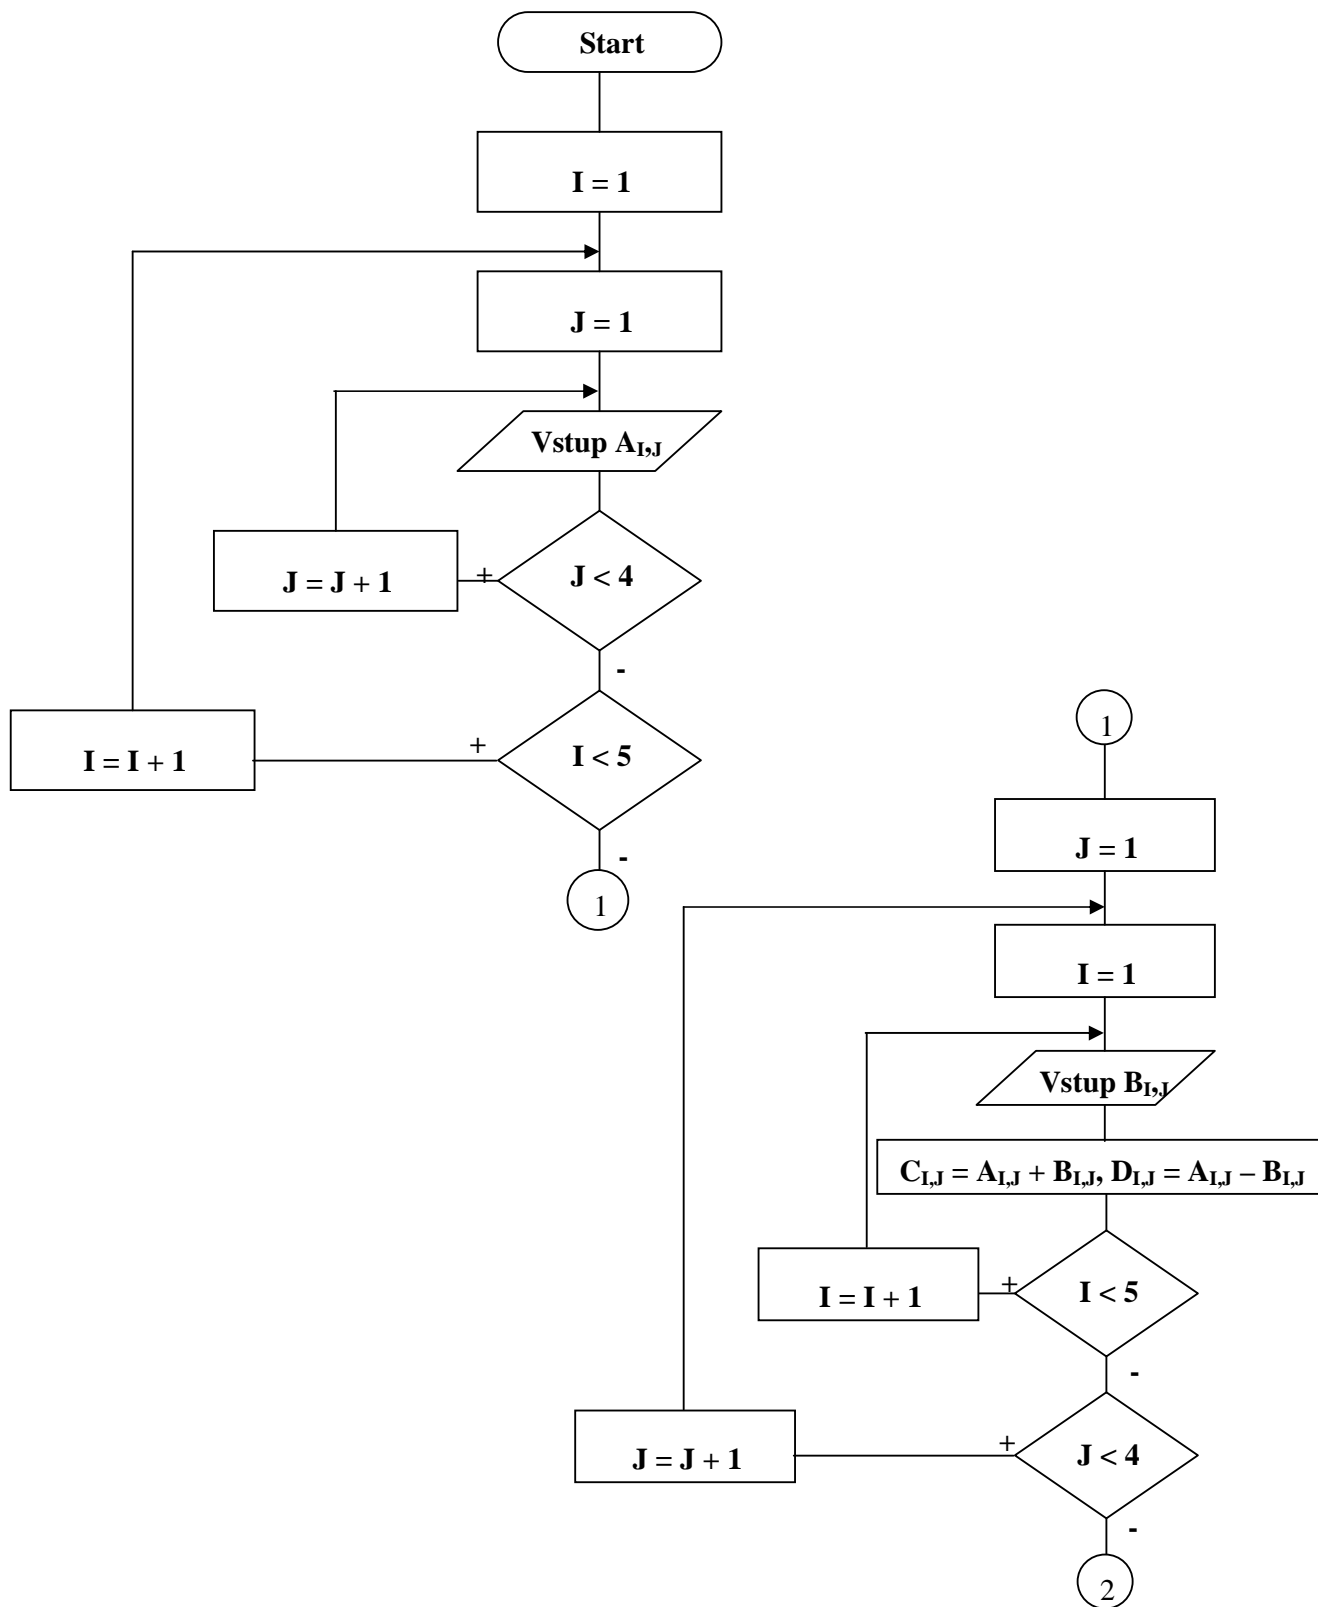 Start
I = 1
J = 1
Vstup A_{I,J}
J < 4
+
J = J + 1
-
I < 5
+
I = I + 1
-
1
1
J = 1
I = 1
Vstup B_{I,J}
C_{I,J} = A_{I,J} + B_{I,J}, D_{I,J} = A_{I,J} – B_{I,J}
I < 5
+
I = I + 1
-
J < 4
+
J = J + 1
-
2